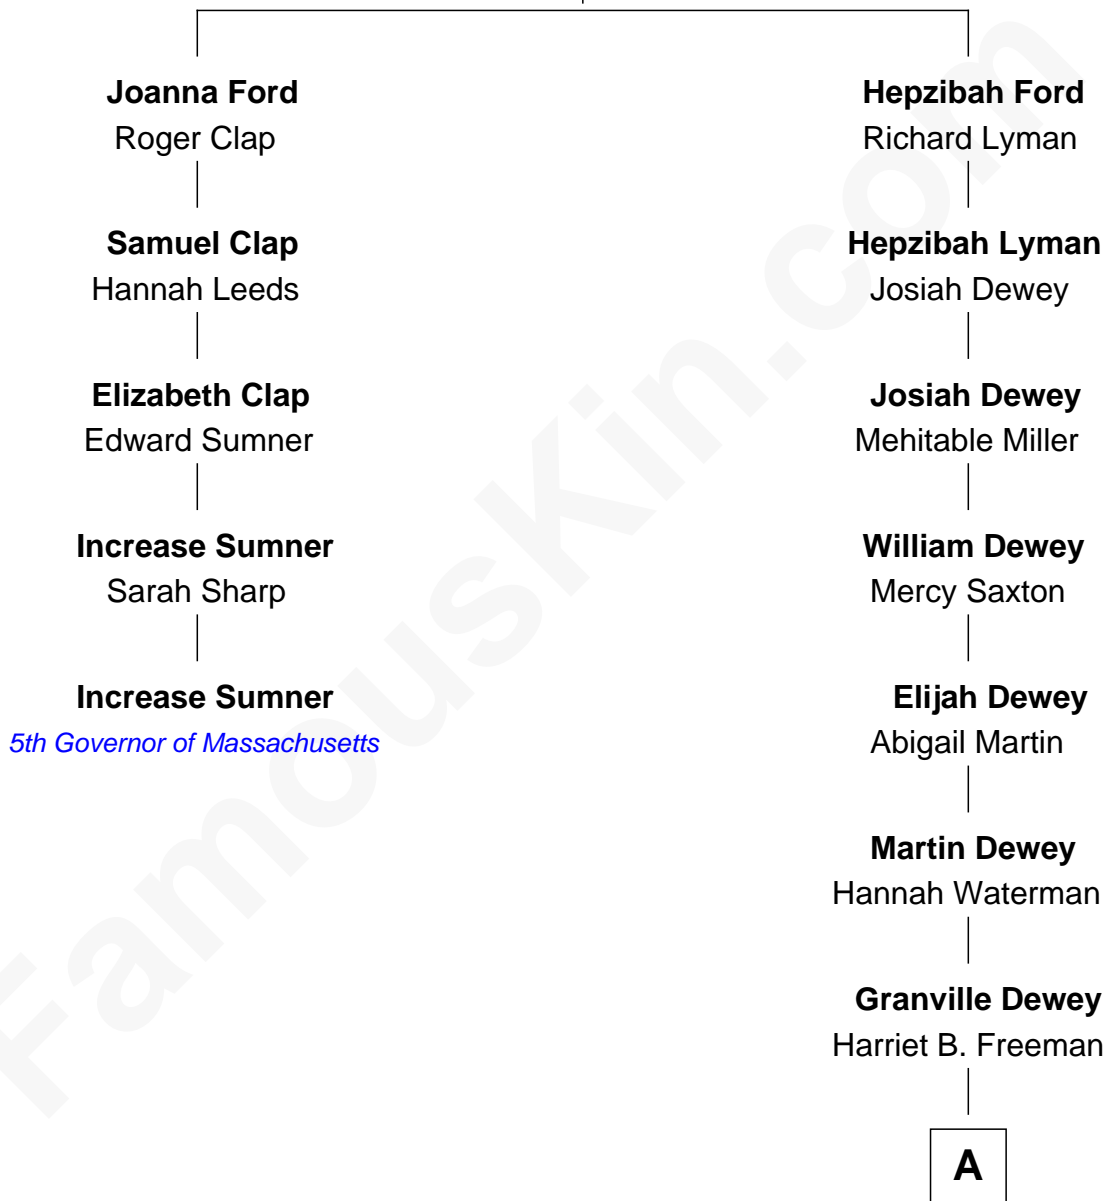 Joanna Ford
Roger Clap
Samuel Clap
Hannah Leeds
Elizabeth Clap
Edward Sumner
Increase Sumner
Sarah Sharp
Increase Sumner
5th Governor of Massachusetts
Hepzibah Ford
Richard Lyman
Hepzibah Lyman
Josiah Dewey
Josiah Dewey
Mehitable Miller
William Dewey
Mercy Saxton
Elijah Dewey
Abigail Martin
Martin Dewey
Hannah Waterman
Granville Dewey
Harriet B. Freeman
A
FamousKin.com